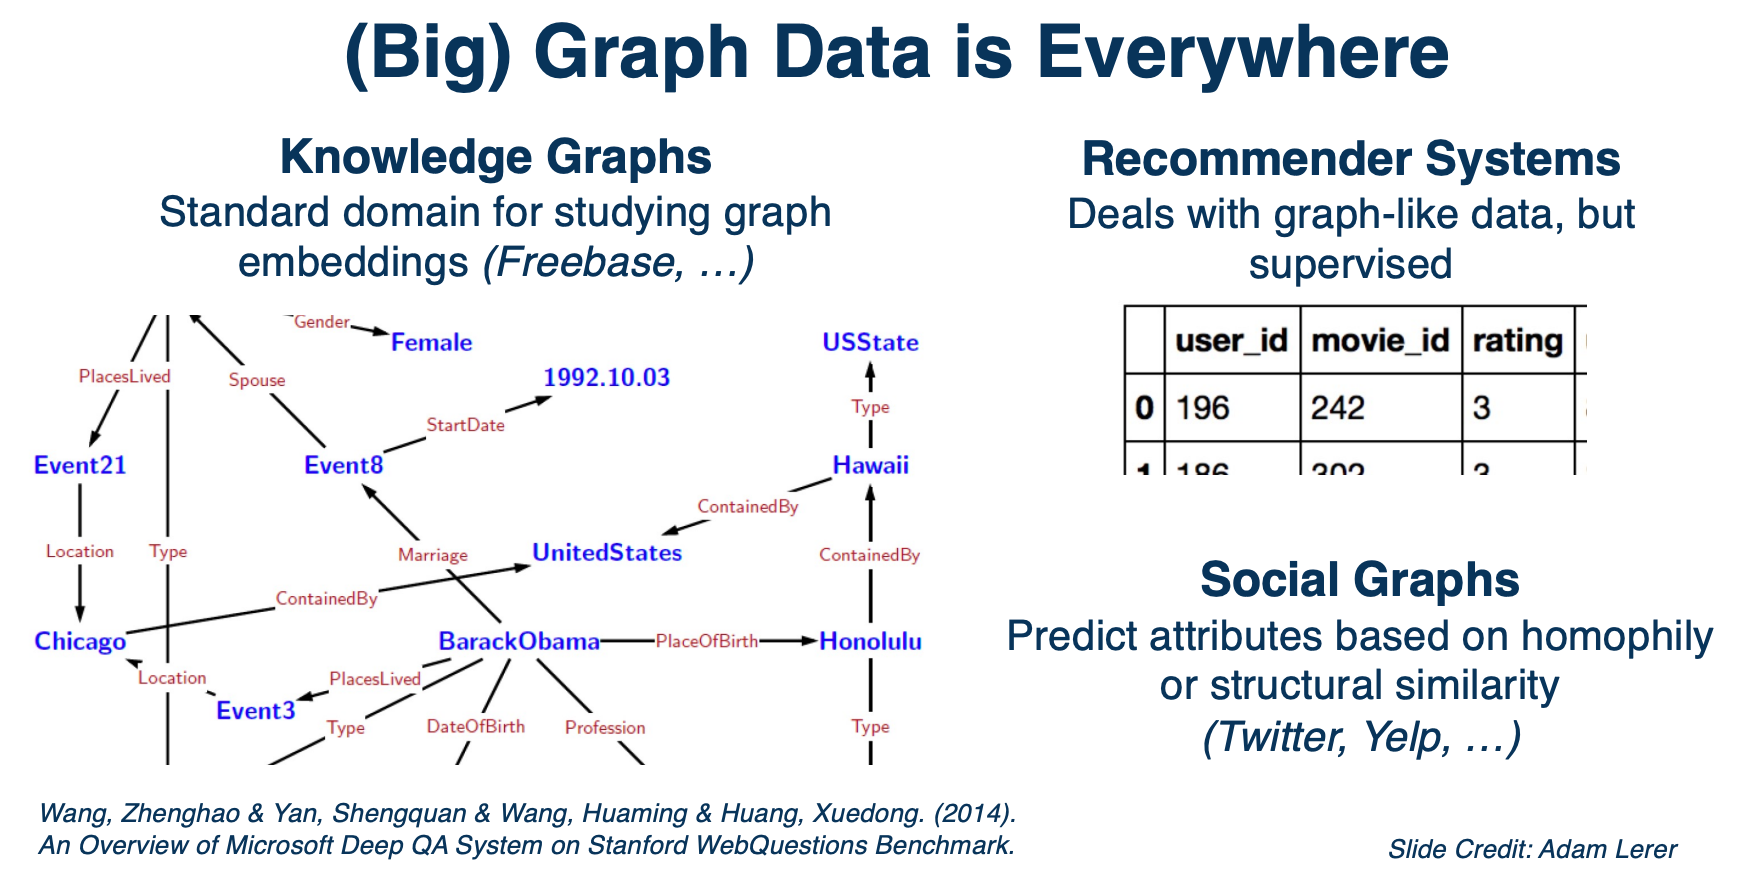 (Big) Graph Data is Everywhere
Knowledge Graphs
Standard domain for studying graph
embeddings (Freebase, …)
Gender
Female
USState
PlacesLived
Spouse
1992.10.03
StartDate
Type
Event21
Event8
Hawaii
ContainedBy
Location
Type
Marriage
UnitedStates
ContainedBy
ContainedBy
Chicago
BarackObama
PlaceOfBirth
Honolulu
Location
PlacesLived
Event3
Type
DateOfBirth
Profession
Type
Recommender Systems
Deals with graph-like data, but
supervised
user_id movie_id rating
0 196 242 3
1 186 302 3
Social Graphs
Predict attributes based on homophily
or structural similarity
(Twitter, Yelp, …)
Wang, Zhenghao & Yan, Shengquan & Wang, Huaming & Huang, Xuedong. (2014).
An Overview of Microsoft Deep QA System on Stanford WebQuestions Benchmark.
Slide Credit: Adam Lerer